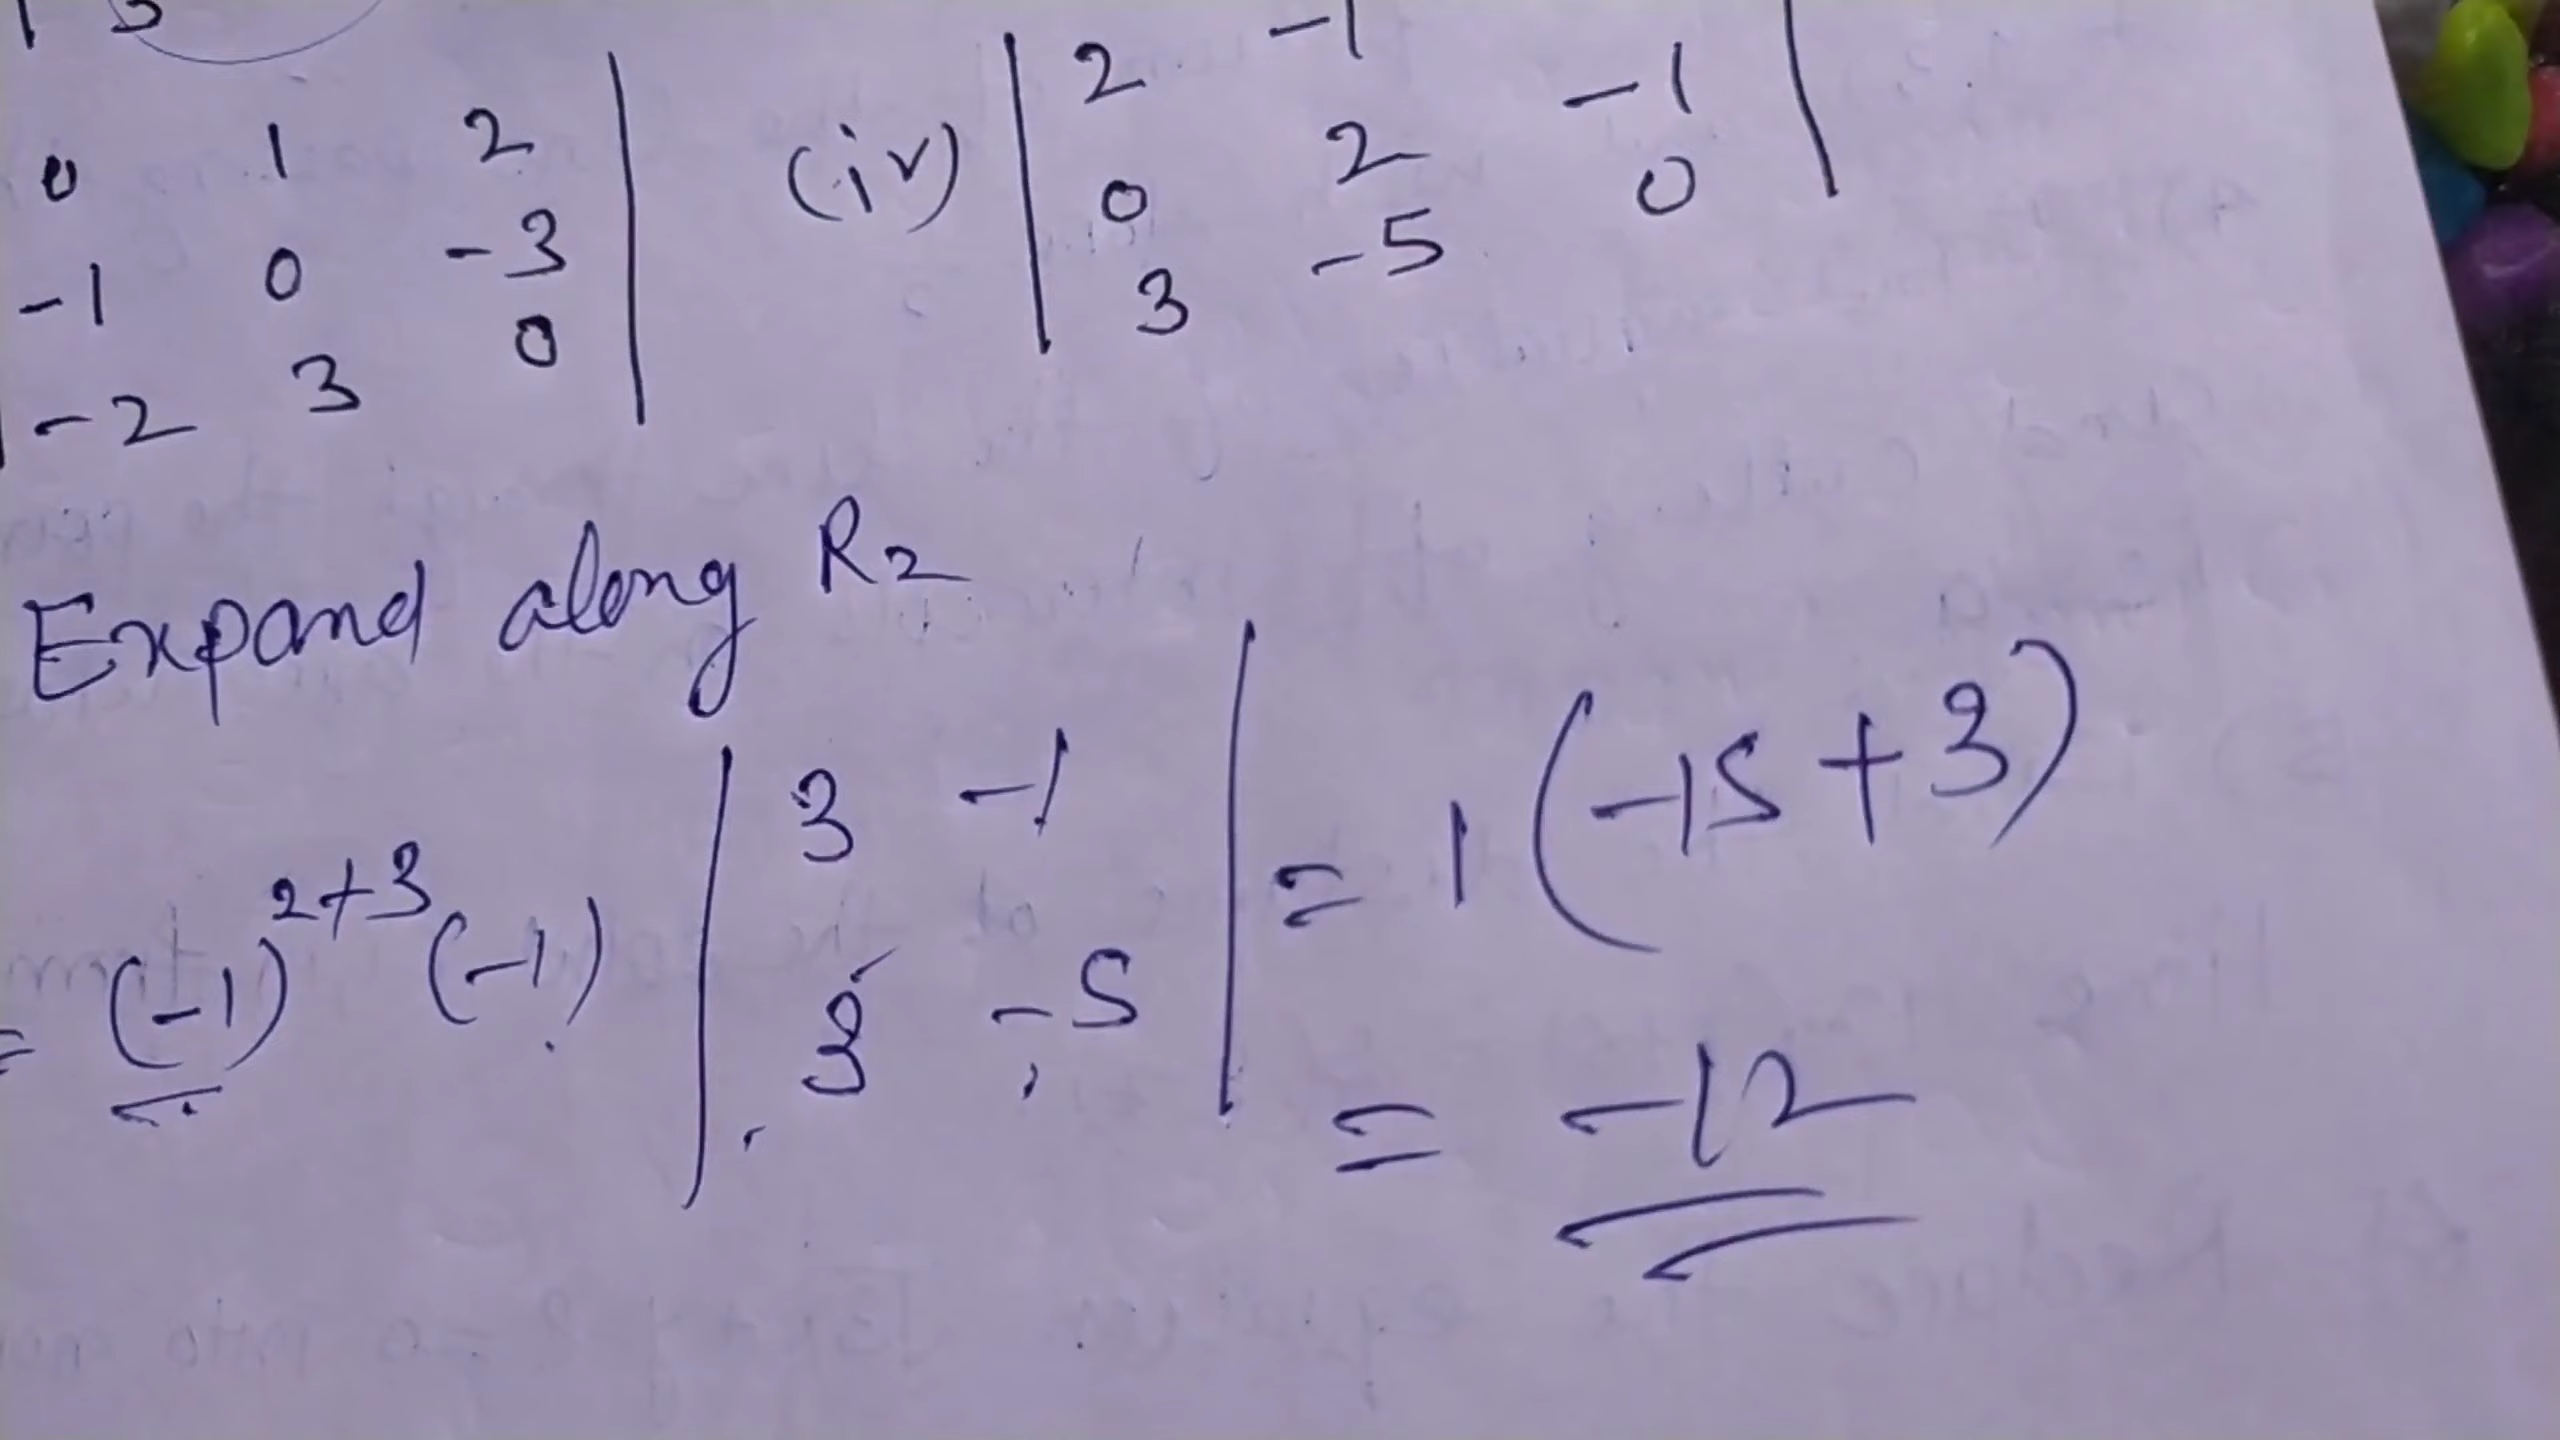 0 1 2
-1 0 -3
-2 3 0
(iv) 2 -1
0 2 -1
3 -5 0
Expand along R2
= (-1)^{2+3} (-1) | 3 -1 | = 1 (-15 + 3)
| 3 -5 |
= -12